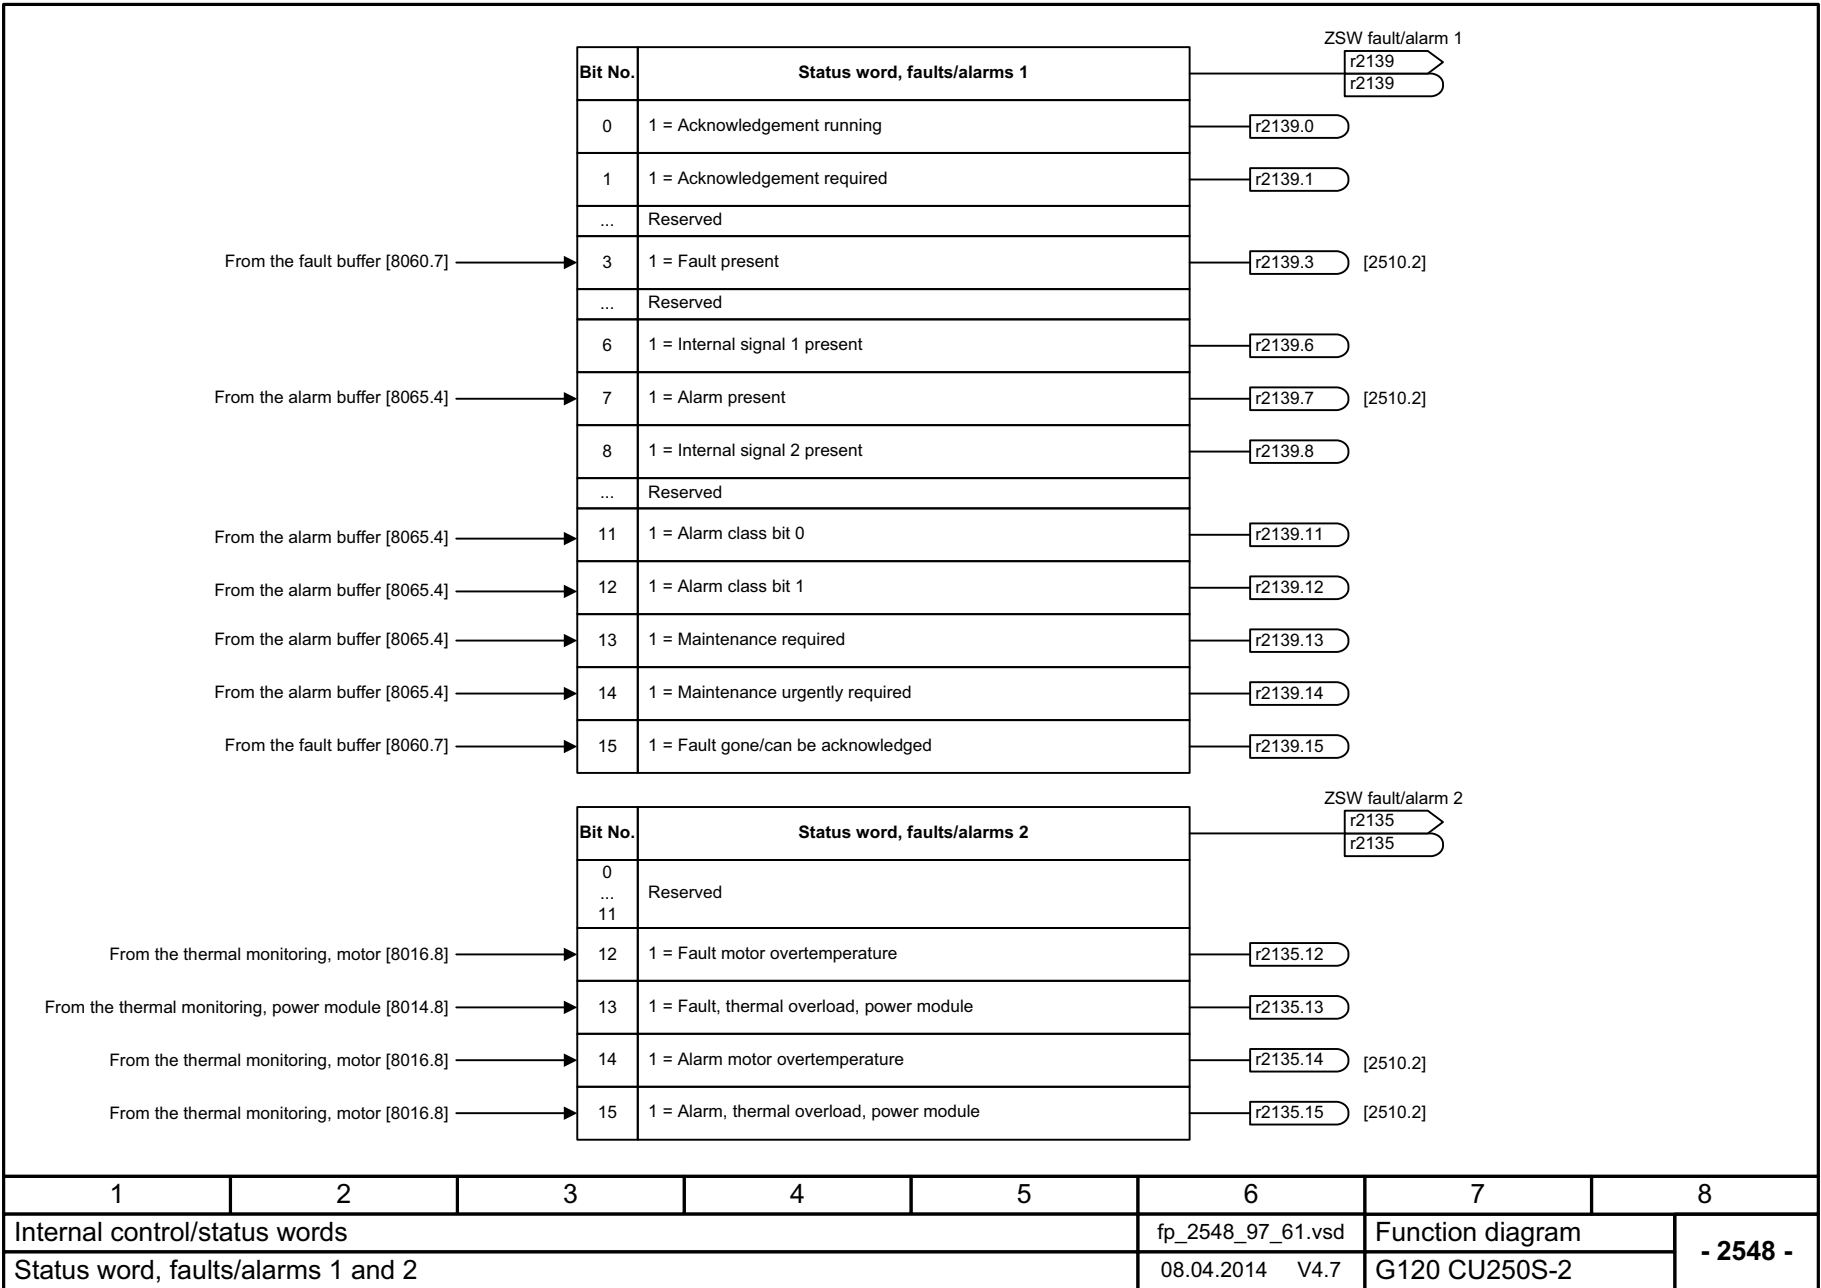 ZSW fault/alarm 1
Bit No. Status word, faults/alarms 1 r2139
r2139
0 1 = Acknowledgement running r2139.0
1 1 = Acknowledgement required r2139.1
... Reserved
From the fault buffer [8060.7] 3 1 = Fault present r2139.3 [2510.2]
... Reserved
6 1 = Internal signal 1 present r2139.6
From the alarm buffer [8065.4] 7 1 = Alarm present r2139.7 [2510.2]
8 1 = Internal signal 2 present r2139.8
... Reserved
From the alarm buffer [8065.4] 11 1 = Alarm class bit 0 r2139.11
From the alarm buffer [8065.4] 12 1 = Alarm class bit 1 r2139.12
From the alarm buffer [8065.4] 13 1 = Maintenance required r2139.13
From the alarm buffer [8065.4] 14 1 = Maintenance urgently required r2139.14
From the fault buffer [8060.7] 15 1 = Fault gone/can be acknowledged r2139.15
ZSW fault/alarm 2
Bit No. Status word, faults/alarms 2 r2135
r2135
0
... Reserved
11
From the thermal monitoring, motor [8016.8] 12 1 = Fault motor overtemperature r2135.12
From the thermal monitoring, power module [8014.8] 13 1 = Fault, thermal overload, power module r2135.13
From the thermal monitoring, motor [8016.8] 14 1 = Alarm motor overtemperature r2135.14 [2510.2]
From the thermal monitoring, motor [8016.8] 15 1 = Alarm, thermal overload, power module r2135.15 [2510.2]
1 2 3 4 5 6 7 8
Internal control/status words fp_2548_97_61.vsd Function diagram - 2548 -
Status word, faults/alarms 1 and 2 08.04.2014 V4.7 G120 CU250S-2